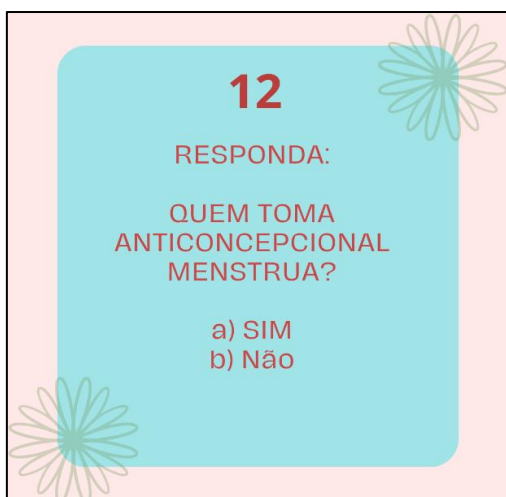 12
RESPONDA:
QUEM TOMA
ANTICONCEPCIONAL
MENSTRUA?
a) SIM
b) Não